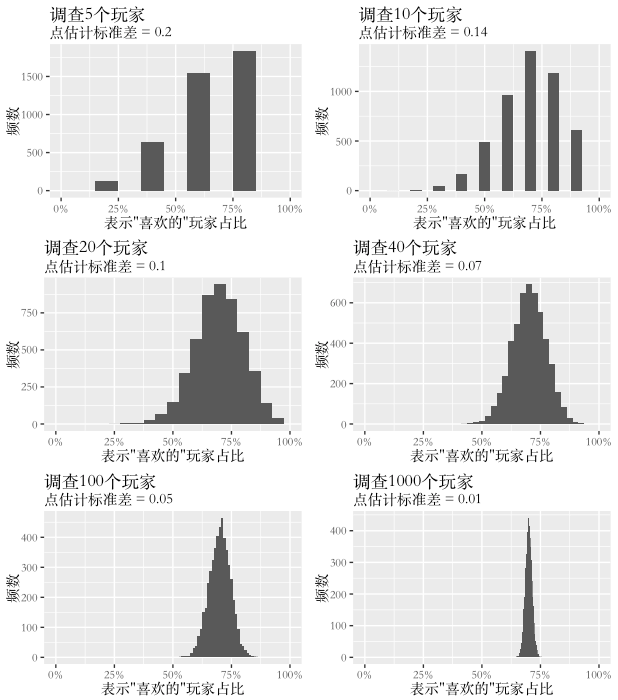 调查5个玩家
点估计标准差 = 0.2
频数
1500
1000
500
0
0%
25%
50%
75%
100%
表示"喜欢的"玩家占比
调查10个玩家
点估计标准差 = 0.14
频数
1000
500
0
0%
25%
50%
75%
100%
表示"喜欢的"玩家占比
调查20个玩家
点估计标准差 = 0.1
频数
750
500
250
0
0%
25%
50%
75%
100%
表示"喜欢的"玩家占比
调查40个玩家
点估计标准差 = 0.07
频数
600
400
200
0
0%
25%
50%
75%
100%
表示"喜欢的"玩家占比
调查100个玩家
点估计标准差 = 0.05
频数
400
300
200
100
0
0%
25%
50%
75%
100%
表示"喜欢的"玩家占比
调查1000个玩家
点估计标准差 = 0.01
频数
400
300
200
100
0
0%
25%
50%
75%
100%
表示"喜欢的"玩家占比